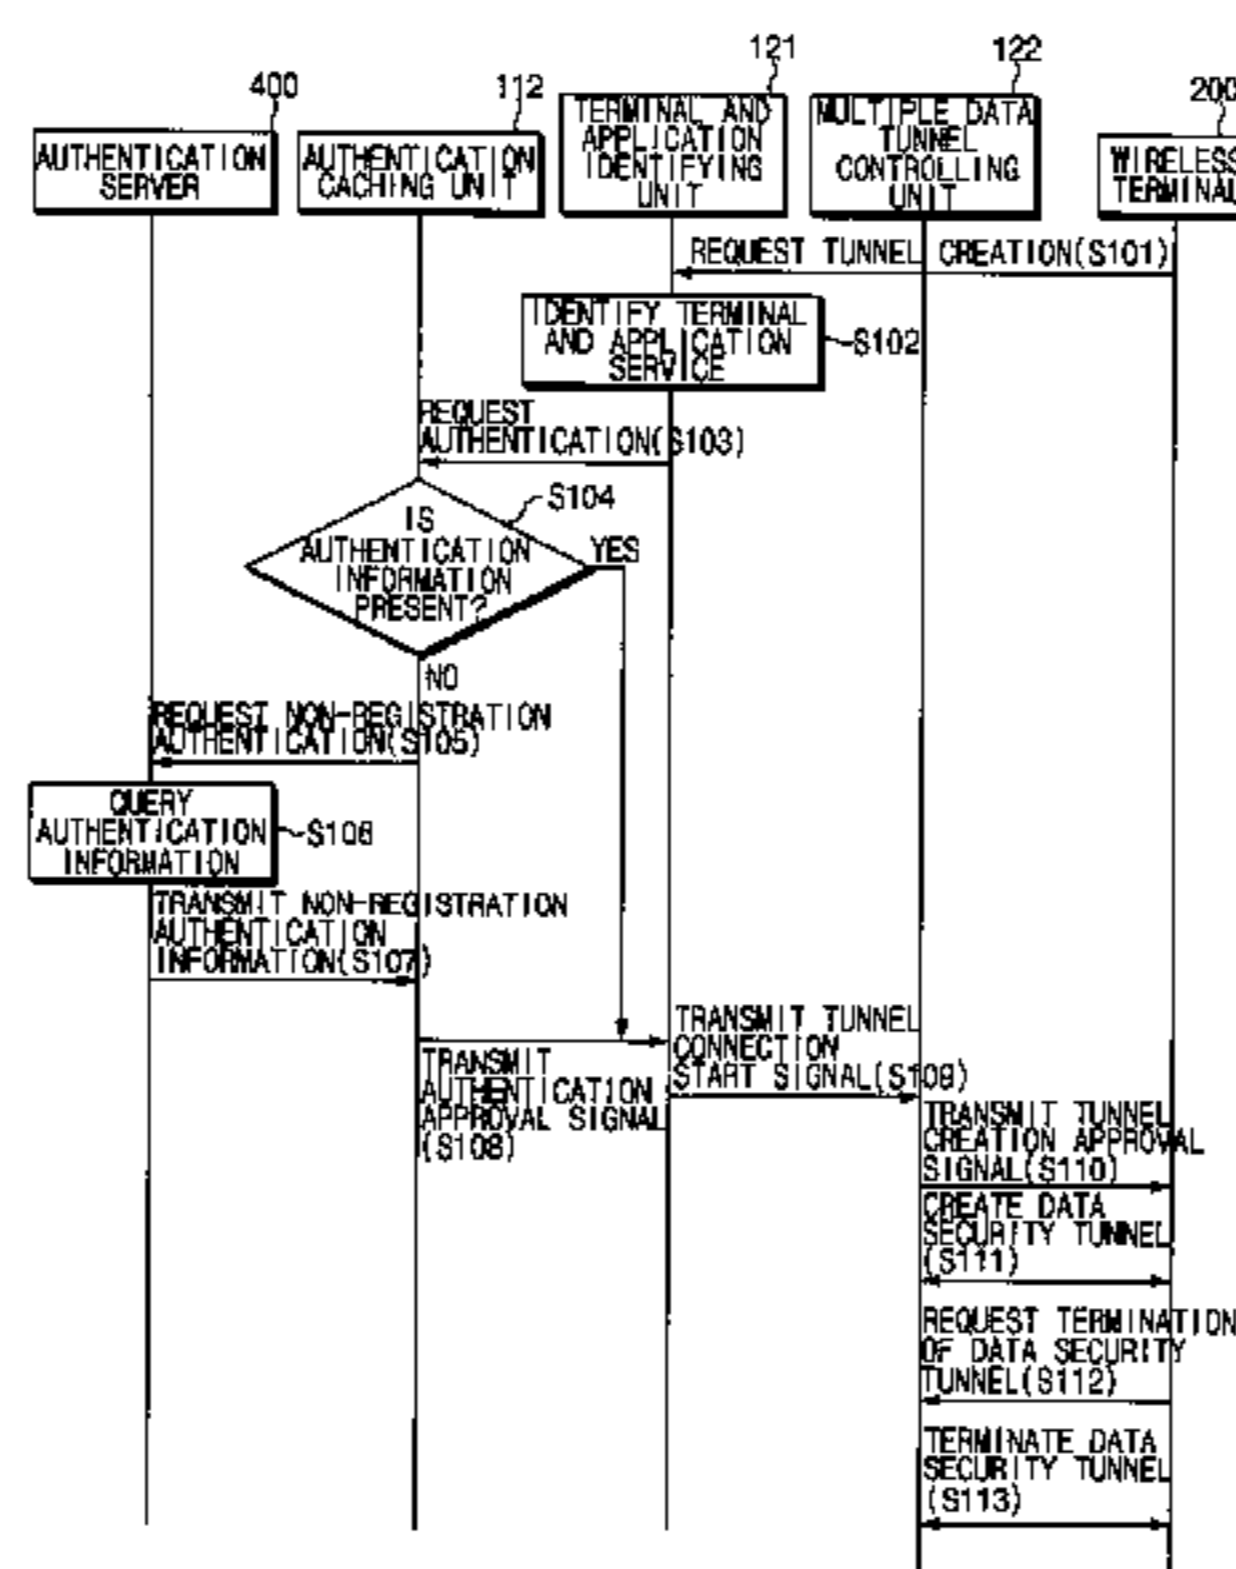 400
112
121
122
200
AUTHENTICATION
SERVER
AUTHENTICATION
CACHING UNIT
TERMINAL AND
APPLICATION
IDENTIFYING
UNIT
MULTIPLE DATA
TUNNEL
CONTROLLING
UNIT
WIRELESS
TERMINAL
REQUEST TUNNEL CREATION(S101)
IDENTIFY TERMINAL
AND APPLICATION
SERVICE
S102
REQUEST
AUTHENTICATION(S103)
S104
IS
AUTHENTICATION
INFORMATION
PRESENT?
YES
NO
REQUEST NON-REGISTRATION
AUTHENTICATION(S105)
QUERY
AUTHENTICATION
INFORMATION
S106
TRANSMIT NON-REGISTRATION
AUTHENTICATION
INFORMATION(S107)
TRANSMIT
AUTHENTICATION
APPROVAL SIGNAL
(S108)
TRANSMIT TUNNEL
CONNECTION
START SIGNAL(S109)
TRANSMIT TUNNEL
CREATION APPROVAL
SIGNAL(S110)
CREATE DATA
SECURITY TUNNEL
(S111)
REQUEST TERMINATION
OF DATA SECURITY
TUNNEL(S112)
TERMINATE DATA
SECURITY TUNNEL
(S113)